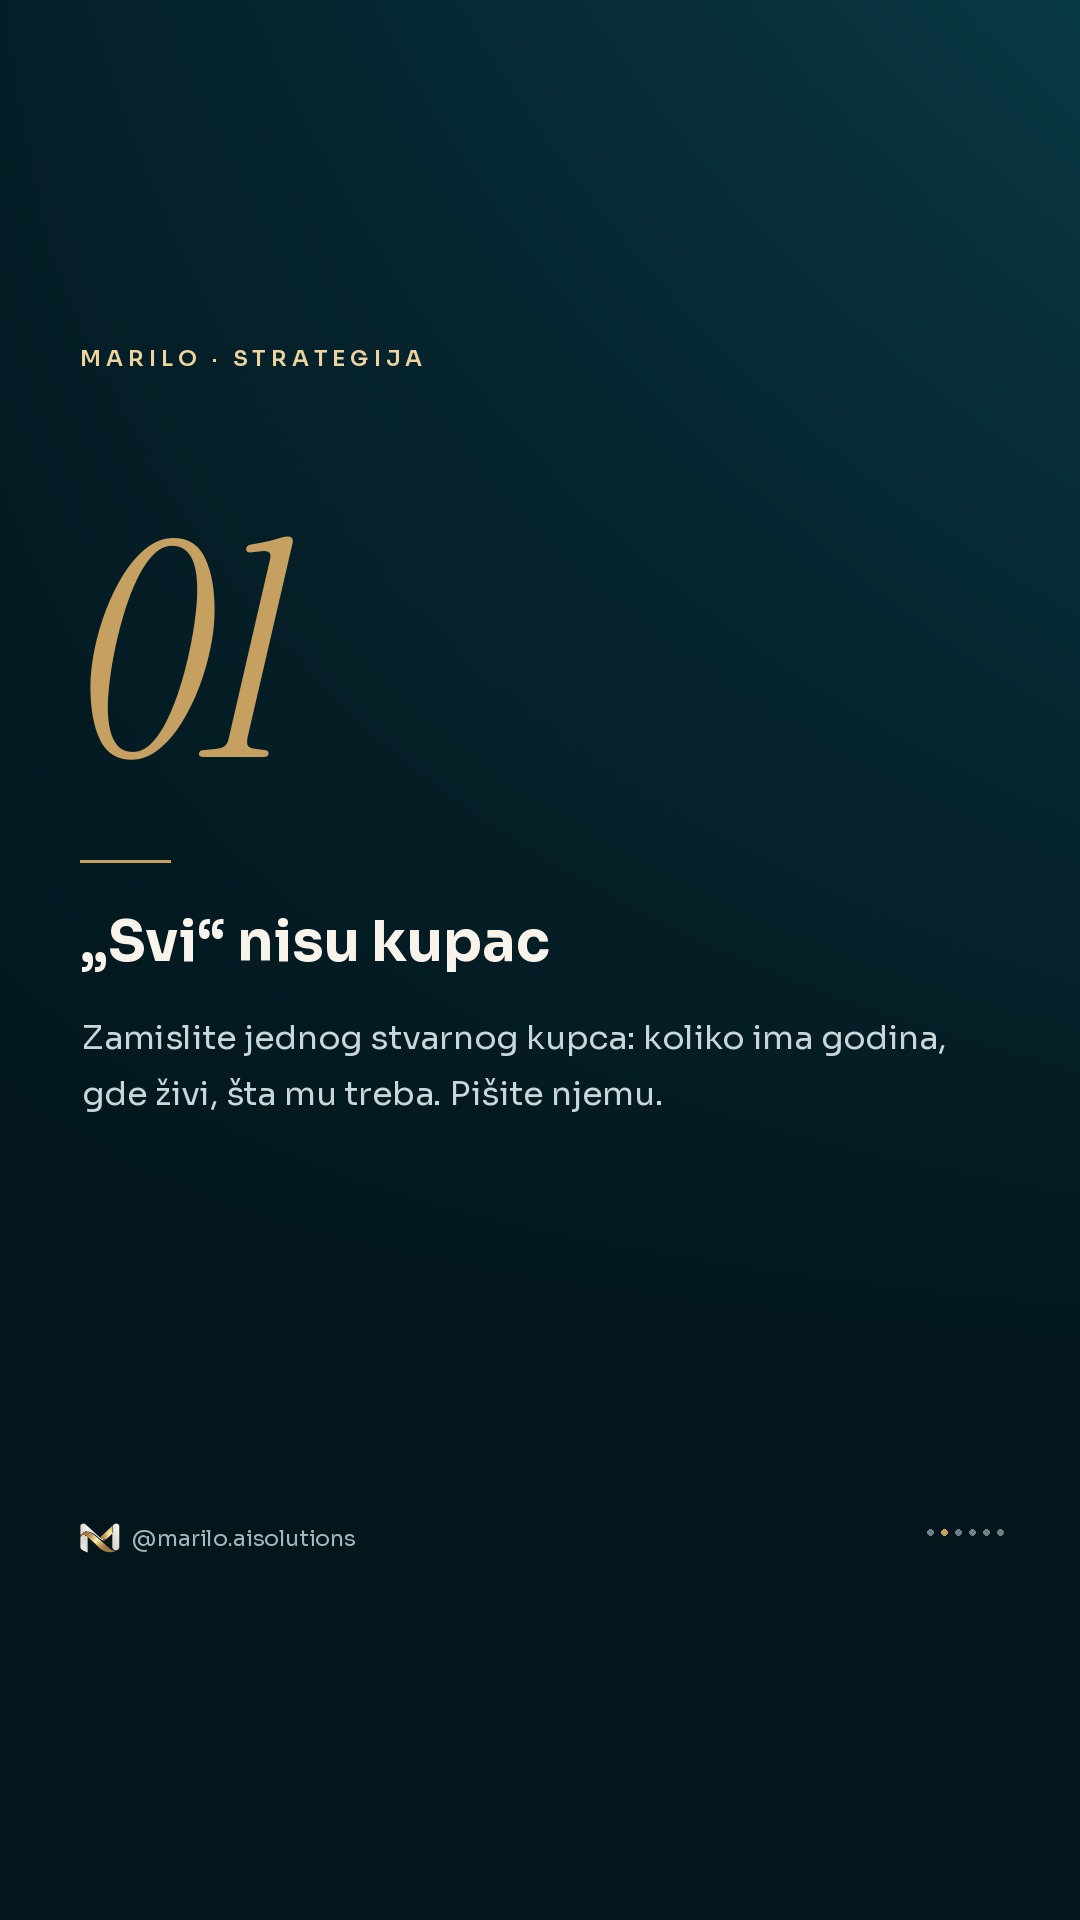 MARILO · STRATEGIJA
01
„Svi“ nisu kupac
Zamislite jednog stvarnog kupca: koliko ima godina,
gde živi, šta mu treba. Pišite njemu.
@marilo.aisolutions